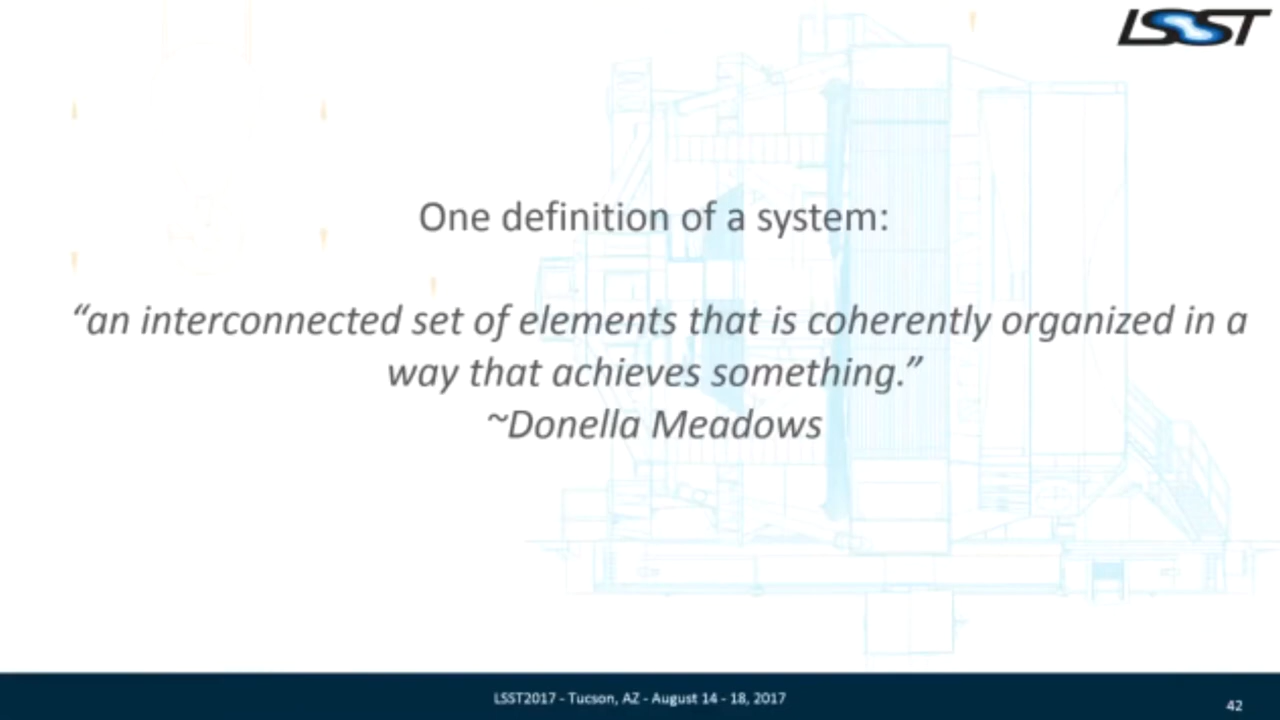 LSST
One definition of a system:
“an interconnected set of elements that is coherently organized in a
way that achieves something.”
~Donella Meadows
LSST2017 - Tucson, AZ - August 14 - 18, 2017
42